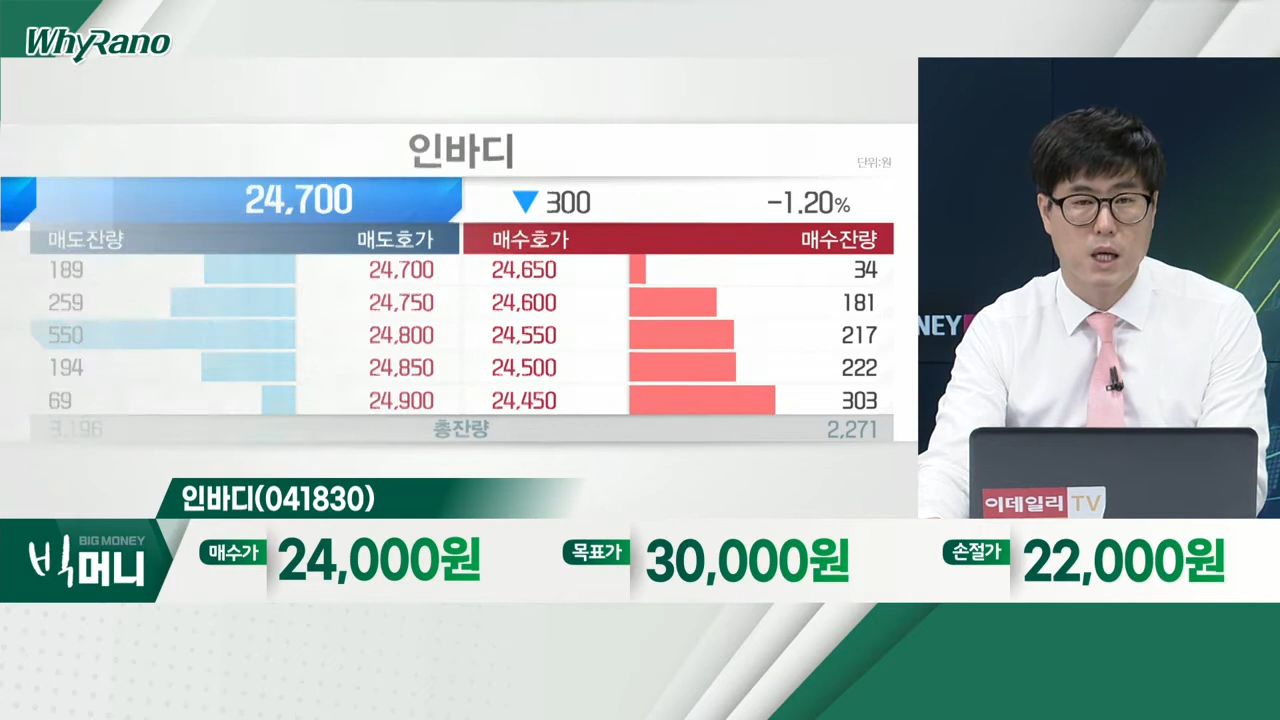 WhyRano
인바디
단위:원
24,700 ▼ 300 -1.20%
매도잔량 매도호가 매수호가 매수잔량
189 24,700 24,650 34
259 24,750 24,600 181
550 24,800 24,550 217
194 24,850 24,500 222
69 24,900 24,450 303
3,196 총잔량 2,271
NEY
이데일리 TV
인바디(041830)
BIG MONEY
빅머니
매수가 24,000원 목표가 30,000원 손절가 22,000원